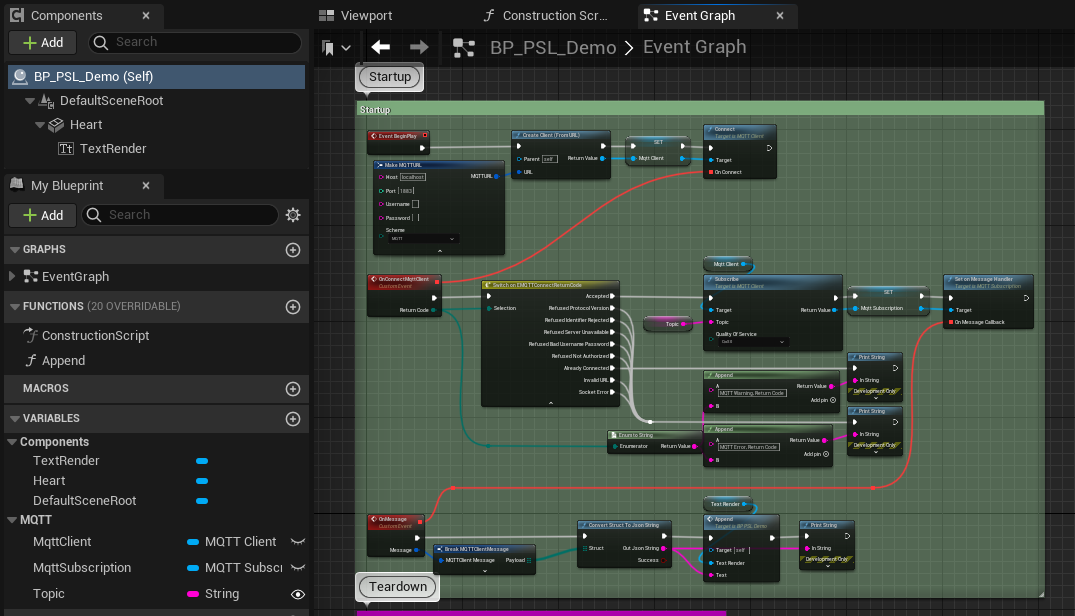 Components
Viewport
Construction Scr...
Event Graph
Add
Search
BP_PSL_Demo
Event Graph
BP_PSL_Demo (Self)
DefaultSceneRoot
Heart
TextRender
My Blueprint
Add
Search
GRAPHS
EventGraph
FUNCTIONS (20 OVERRIDABLE)
ConstructionScript
Append
MACROS
VARIABLES
Components
TextRender
Heart
DefaultSceneRoot
MQTT
MqttClient
MQTT Client
MqttSubscription
MQTT Subsc
Topic
String
Startup
Startup
Event BeginPlay
Make MQTTURL
Host localhost
MQTTURL
Port 1883
Username
Password
Scheme
MQTT
Create Client (From URL)
Parent self
Return Value
URL
SET
Mqtt Client
Connect
Target is MQTT Client
Target
On Connect
OnConnectMqttClient
Custom Event
Return Code
Switch on EMQTTConnectReturnCode
Selection
Accepted
Refused Protocol Version
Refused Identifier Rejected
Refused Server Unavailable
Refused Bad Username Password
Refused Not Authorized
Already Connected
Invalid URL
Socket Error
Mqtt Client
Topic
Subscribe
Target is MQTT Client
Target
Return Value
Topic
Quality Of Service
SET
Mqtt Subscription
Set on Message Handler
Target is MQTT Subscription
Target
On Message Callback
Append
A
Return Value
MQTT Warning. Return Code
Add pin
B
Print String
In String
Development Only
Enum to String
Enumerator
Return Value
Append
A
Return Value
MQTT Error. Return Code
Add pin
B
Print String
In String
Development Only
OnMessage
Custom Event
Message
Break MQTTClientMessage
MQTTClient Message
Payload
Convert Struct To Json String
Struct
Out Json String
Success
Text Render
Append
Target is BP PSL Demo
Target self
Text Render
Text
Print String
In String
Development Only
Teardown